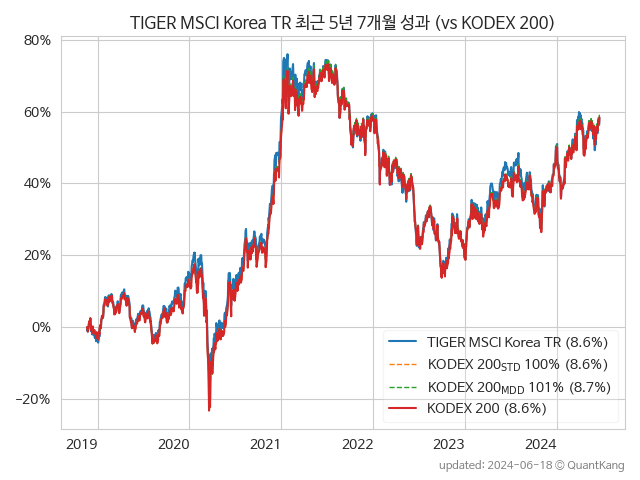 TIGER MSCI Korea TR 최근 5년 7개월 성과 (vs KODEX 200)
80%
60%
40%
20%
0%
−20%
TIGER MSCI Korea TR (8.6%)
KODEX 200STD 100% (8.6%)
KODEX 200MDD 101% (8.7%)
KODEX 200 (8.6%)
2019 2020 2021 2022 2023 2024
updated: 2024-06-18 © QuantKang